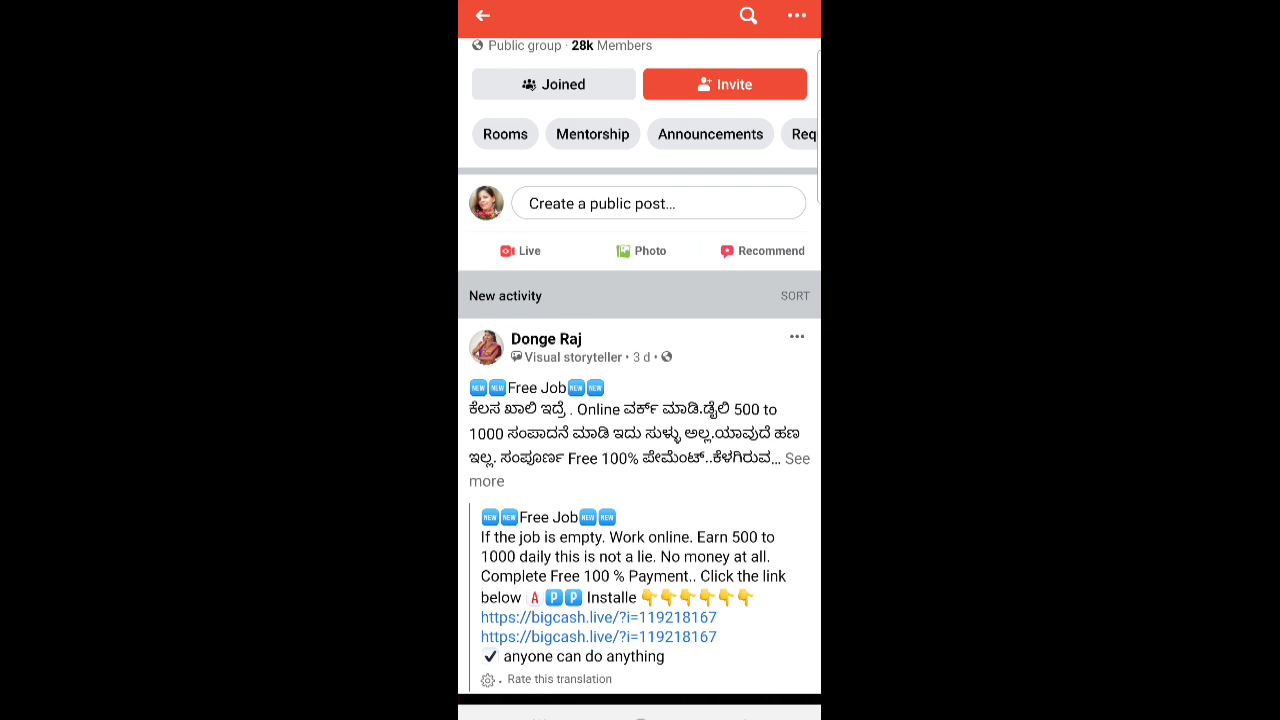 Public group · 28k Members
Joined
Invite
Rooms
Mentorship
Announcements
Req
Create a public post...
Live
Photo
Recommend
New activity
SORT
Donge Raj
Visual storyteller • 3 d •
🆕🆕Free Job🆕🆕
ಕೆಲಸ ಖಾಲಿ ಇದ್ರೆ . Online ವರ್ಕ್ ಮಾಡಿ.ಡೈಲಿ 500 to
1000 ಸಂಪಾದನೆ ಮಾಡಿ ಇದು ಸುಳ್ಳು ಅಲ್ಲ.ಯಾವುದೆ ಹಣ
ಇಲ್ಲ. ಸಂಪೂರ್ಣ Free 100% ಪೇಮೆಂಟ್..ಕೆಳಗಿರುವ... See
more
🆕🆕Free Job🆕🆕
If the job is empty. Work online. Earn 500 to
1000 daily this is not a lie. No money at all.
Complete Free 100 % Payment.. Click the link
below 🅰🅿🅿 Installe 👇👇👇👇👇👇
https://bigcash.live/?i=119218167
https://bigcash.live/?i=119218167
✔ anyone can do anything
· Rate this translation